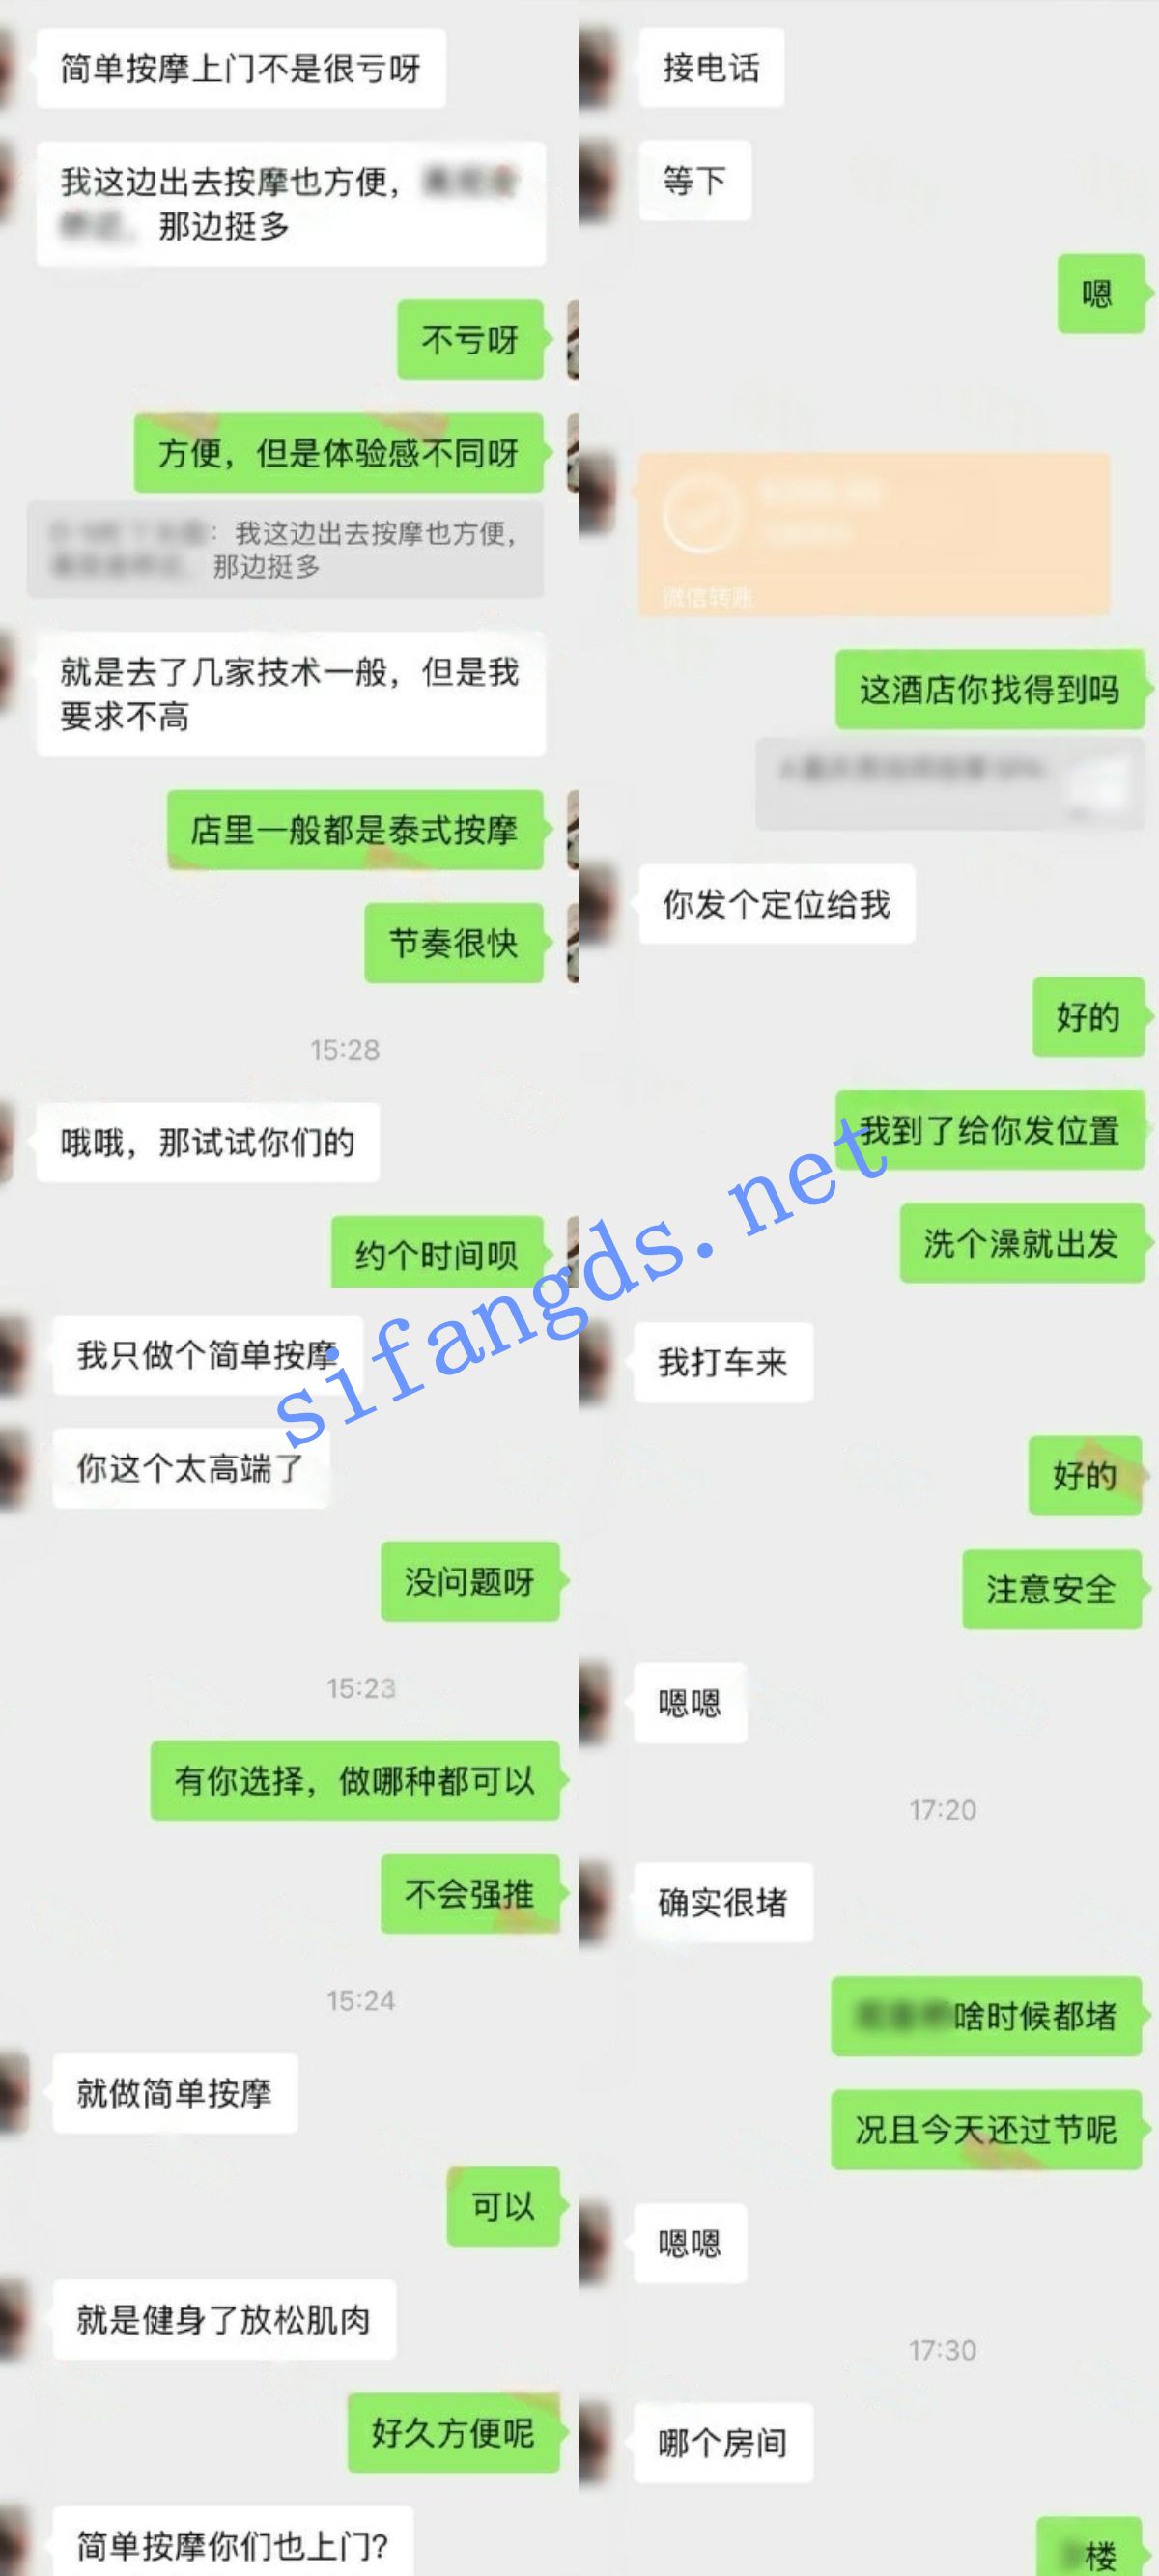 简单按摩上门不是很亏呀
我这边出去按摩也方便，
那边挺多
不亏呀
方便，但是体验感不同呀
：我这边出去按摩也方便，
那边挺多
就是去了几家技术一般，但是我
要求不高
店里一般都是泰式按摩
节奏很快
15:28
哦哦，那试试你们的
约个时间呗
我只做个简单按摩
你这个太高端了
没问题呀
15:23
有你选择，做哪种都可以
不会强推
15:24
就做简单按摩
可以
就是健身了放松肌肉
好久方便呢
简单按摩你们也上门?
接电话
等下
嗯
微信转账
这酒店你找得到吗
你发个定位给我
好的
我到了给你发位置
洗个澡就出发
我打车来
好的
注意安全
嗯嗯
17:20
确实很堵
啥时候都堵
况且今天还过节呢
嗯嗯
17:30
哪个房间
楼
sifangds.net